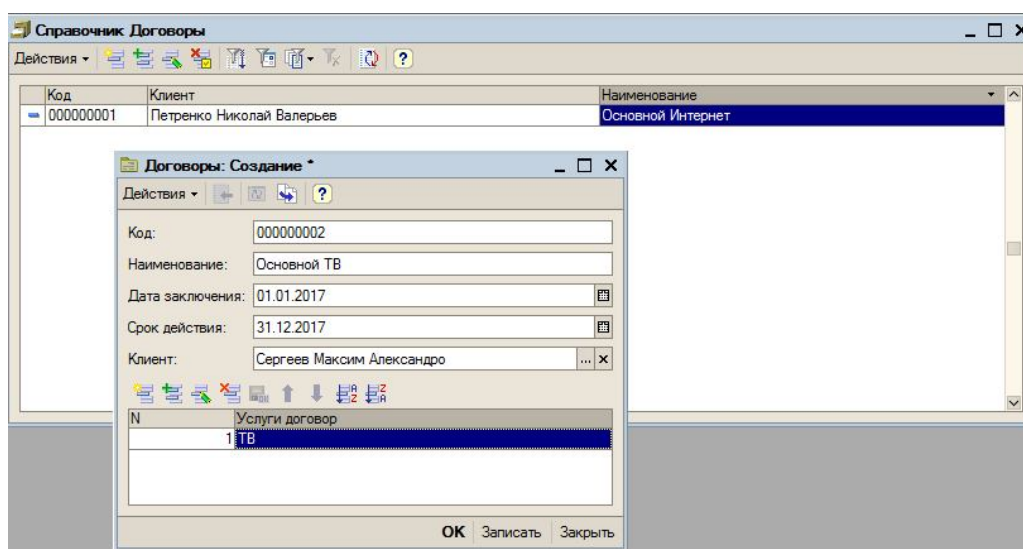 Справочник Договоры
Действия
Код Клиент Наименование
000000001 Петренко Николай Валерьев Основной Интернет
Договоры: Создание *
Действия
Код: 000000002
Наименование: Основной ТВ
Дата заключения: 01.01.2017
Срок действия: 31.12.2017
Клиент: Сергеев Максим Александро ... x
N Услуги договор
1 ТВ
OK Записать Закрыть